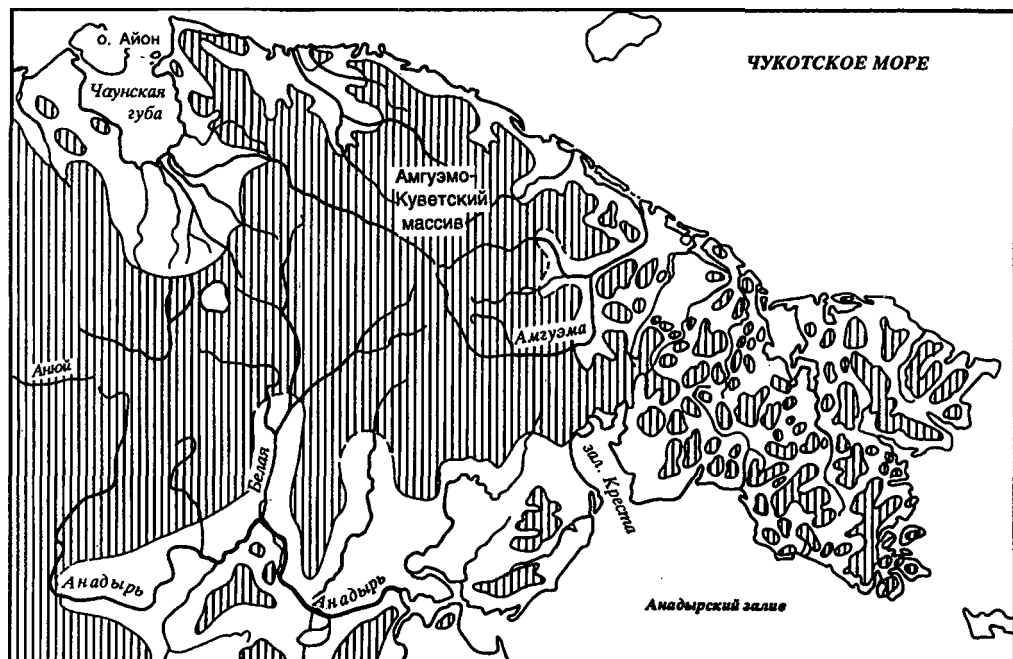 о. Айон
ЧУКОТСКОЕ МОРЕ
Чаунская
губа
Амгуэмо-
Куветский
массив
Амгуэма
Анюй
Белая
зал. Креста
Анадырь
Анадырь
Анадырский залив